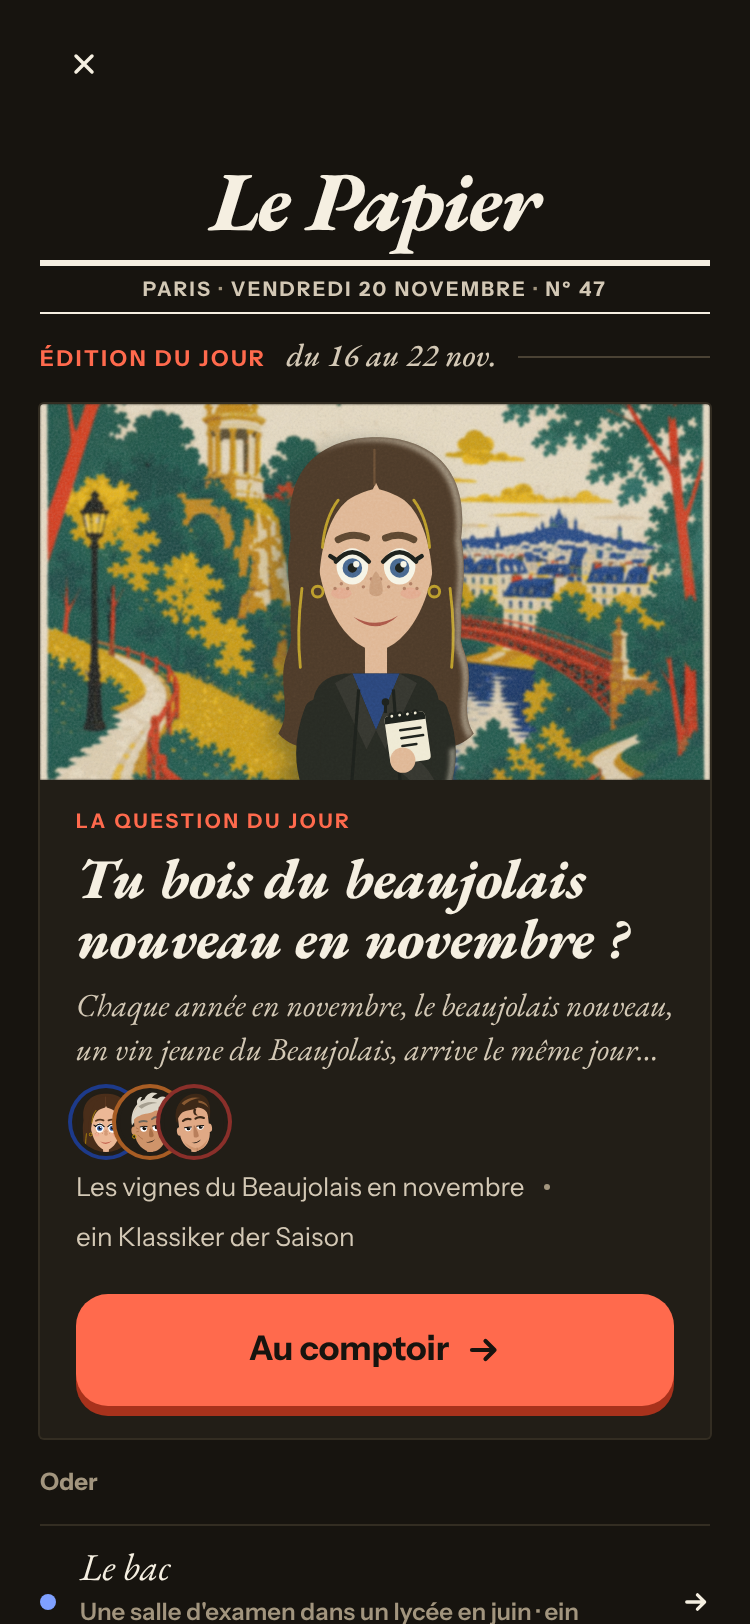 Le Papier
PARIS · VENDREDI 20 NOVEMBRE · N° 47
ÉDITION DU JOUR du 16 au 22 nov.
LA QUESTION DU JOUR
Tu bois du beaujolais
nouveau en novembre ?
Chaque année en novembre, le beaujolais nouveau,
un vin jeune du Beaujolais, arrive le même jour...
Les vignes du Beaujolais en novembre •
ein Klassiker der Saison
Au comptoir →
Oder
Le bac
Une salle d'examen dans un lycée en juin · ein